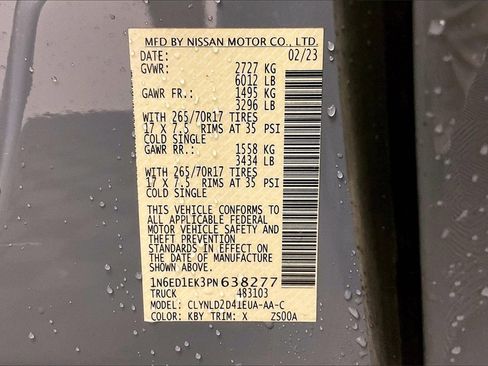 MFD BY NISSAN MOTOR CO., LTD.
DATE: 02/23
GVWR: 2727 KG
6012 LB
GAWR FR.: 1495 KG
3296 LB
WITH 265/70R17 TIRES
17 X 7.5 RIMS AT 35 PSI
COLD SINGLE
GAWR RR.: 1558 KG
3434 LB
WITH 265/70R17 TIRES
17 X 7.5 RIMS AT 35 PSI
COLD SINGLE
THIS VEHICLE CONFORMS TO
ALL APPLICABLE FEDERAL
MOTOR VEHICLE SAFETY AND
THEFT PREVENTION
STANDARDS IN EFFECT ON
THE DATE OF MANUFACTURE
SHOWN ABOVE.
1N6ED1EK3PN638277
TRUCK 483103
MODEL: CLYNLD2D41EUA-AA-C
COLOR: KBY TRIM: X ZS00A